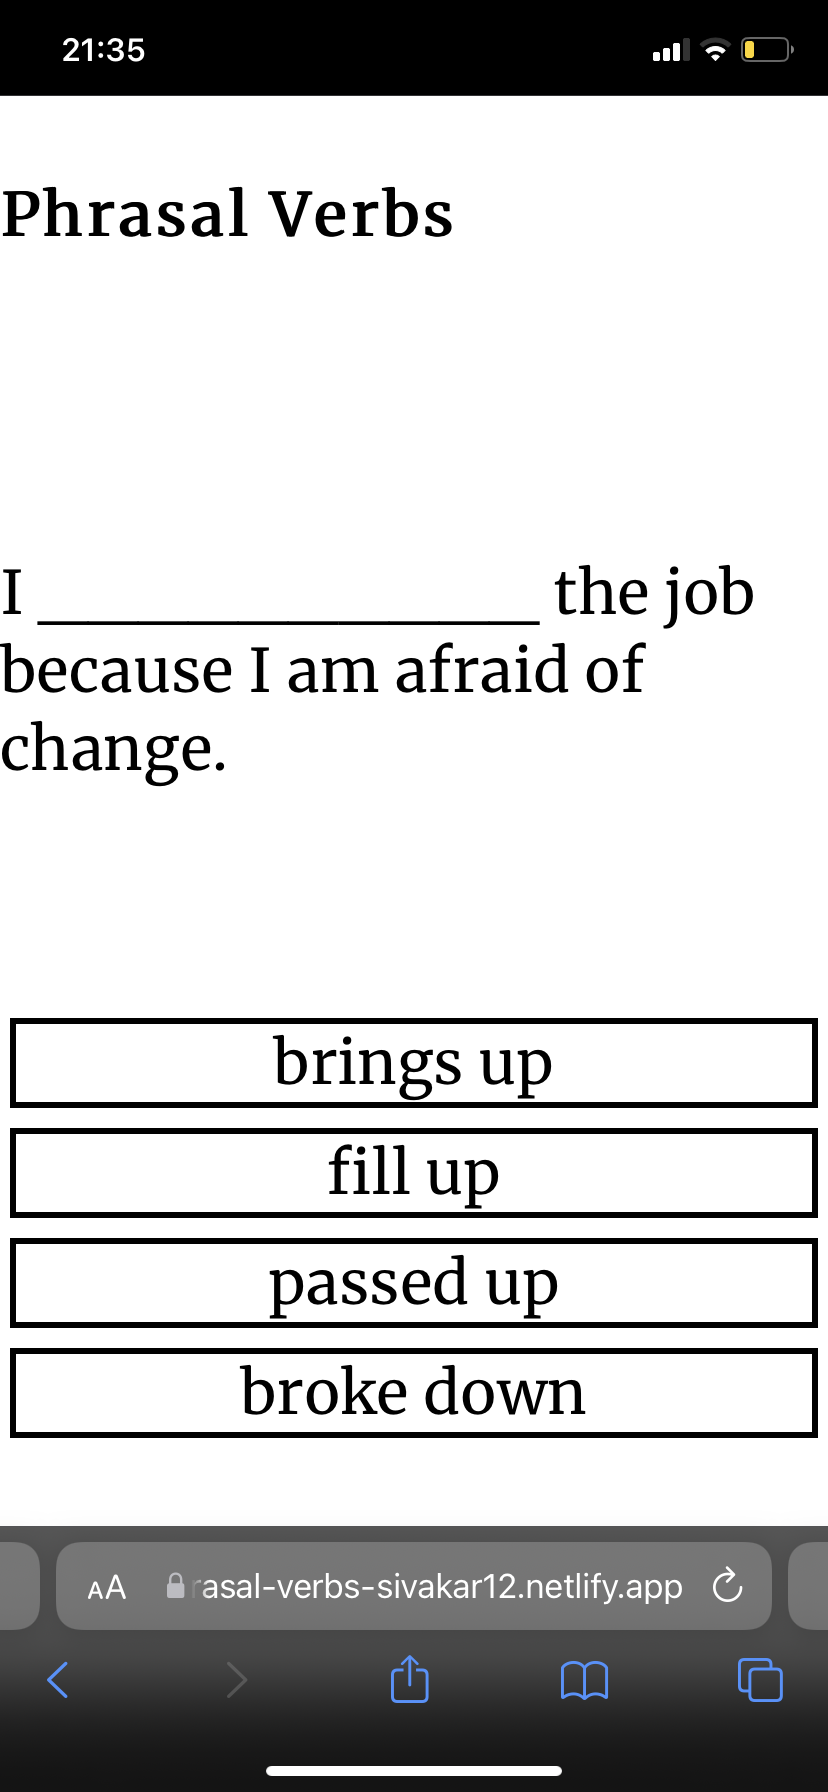 21:35
Phrasal Verbs
I _______________ the job
because I am afraid of
change.
brings up
fill up
passed up
broke down
AA rasal-verbs-sivakar12.netlify.app